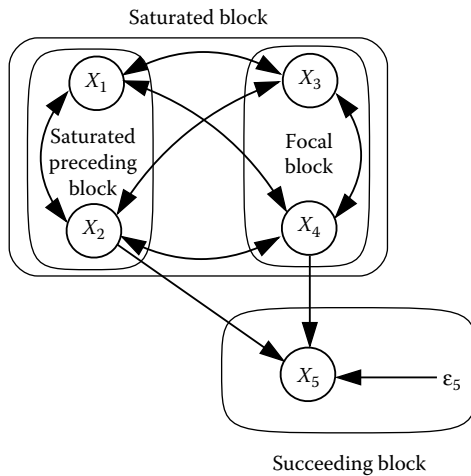 Saturated block
X1
X3
Saturated
preceding
block
Focal
block
X2
X4
X5
ε5
Succeeding block